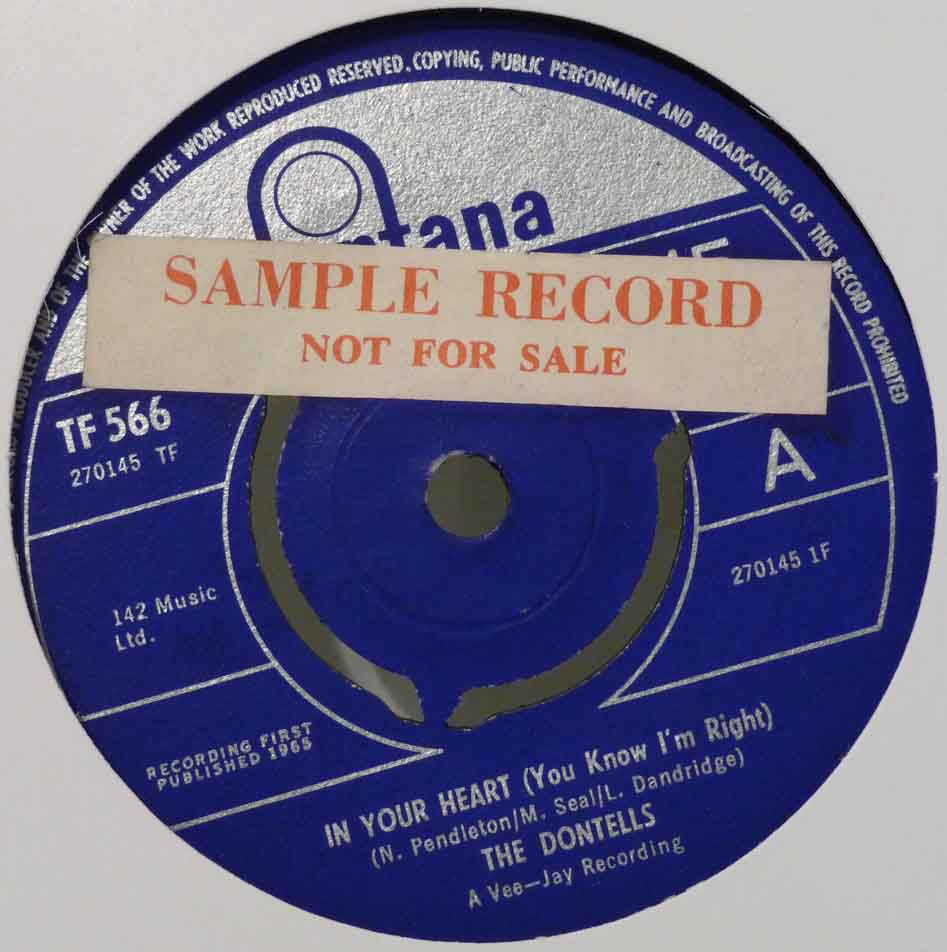 OWNER OF THE WORK REPRODUCED RESERVED. COPYING, PUBLIC PERFORMANCE AND BROADCASTING OF THIS RECORD PROHIBITED
ntana
SAMPLE RECORD
NOT FOR SALE
TF 566
270145 TF
A
270145 1F
142 Music
Ltd.
RECORDING FIRST
PUBLISHED 1965
IN YOUR HEART (You Know I'm Right)
(N. Pendleton/M. Seal/L. Dandridge)
THE DONTELLS
A Vee-Jay Recording